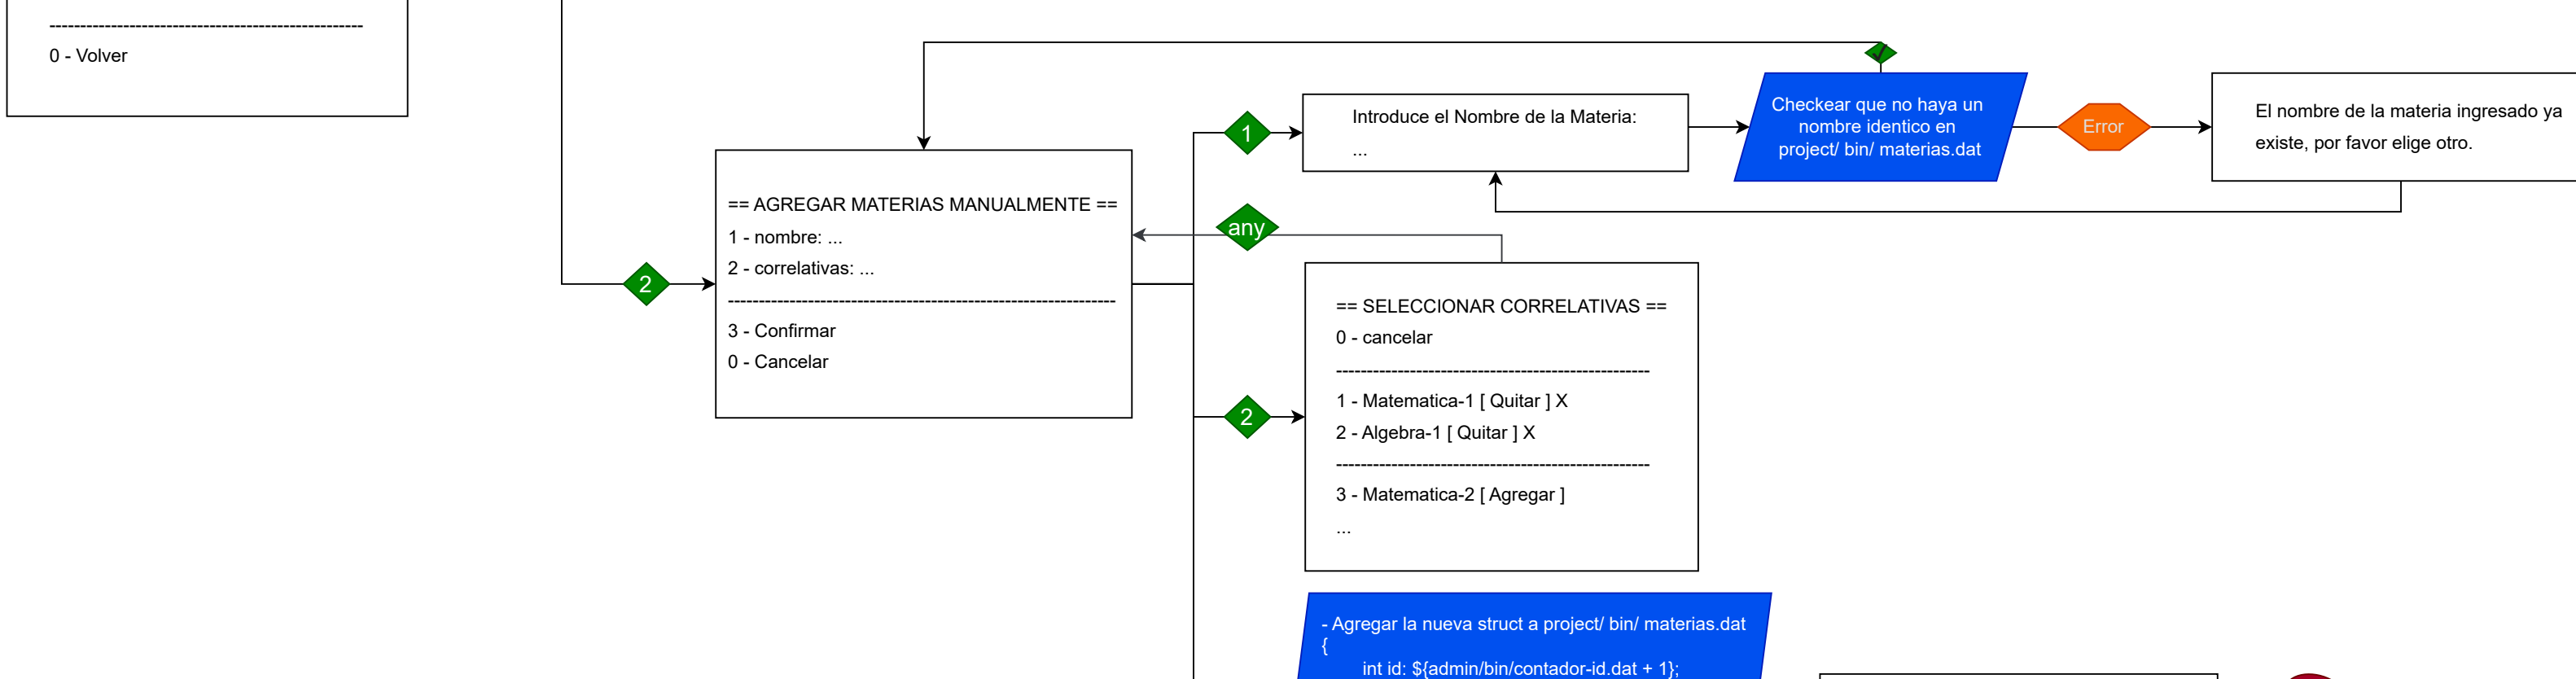 --------------------------------------------------
0 - Volver
✓
1
Introduce el Nombre de la Materia:
...
Checkear que no haya un
nombre identico en
project/ bin/ materias.dat
Error
El nombre de la materia ingresado ya
existe, por favor elige otro.
2
== AGREGAR MATERIAS MANUALMENTE ==
1 - nombre: ...
2 - correlativas: ...
--------------------------------------------------------------
3 - Confirmar
0 - Cancelar
any
2
== SELECCIONAR CORRELATIVAS ==
0 - cancelar
--------------------------------------------------
1 - Matematica-1 [ Quitar ] X
2 - Algebra-1 [ Quitar ] X
--------------------------------------------------
3 - Matematica-2 [ Agregar ]
...
- Agregar la nueva struct a project/ bin/ materias.dat
{
int id: ${admin/bin/contador-id.dat + 1};